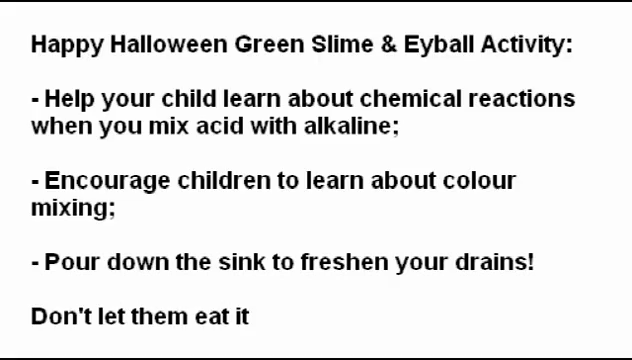 Happy Halloween Green Slime & Eyball Activity:
- Help your child learn about chemical reactions
when you mix acid with alkaline;
- Encourage children to learn about colour
mixing;
- Pour down the sink to freshen your drains!
Don't let them eat it